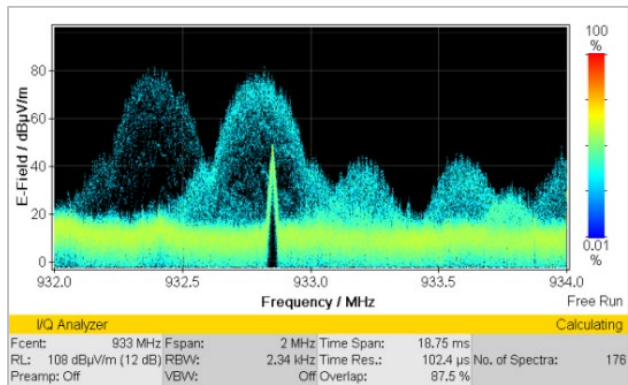 100
%
80
60
40
20
0
E-Field / dBµV/m
0.01
%
932.0 932.5 933.0 933.5 934.0
Frequency / MHz
Free Run
I/Q Analyzer Calculating
Fcent: 933 MHz Fspan: 2 MHz Time Span: 18.75 ms
RL: 108 dBµV/m (12 dB) RBW: 2.34 kHz Time Res.: 102.4 µs No. of Spectra: 176
Preamp: Off VBW: Off Overlap: 87.5 %